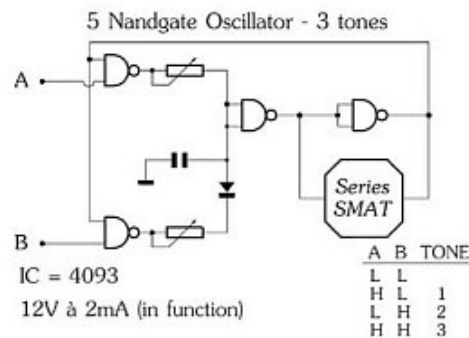 5 Nandgate Oscillator - 3 tones
A
B
Series
SMAT
IC = 4093
12V à 2mA (in function)
A B TONE
L L
H L 1
L H 2
H H 3